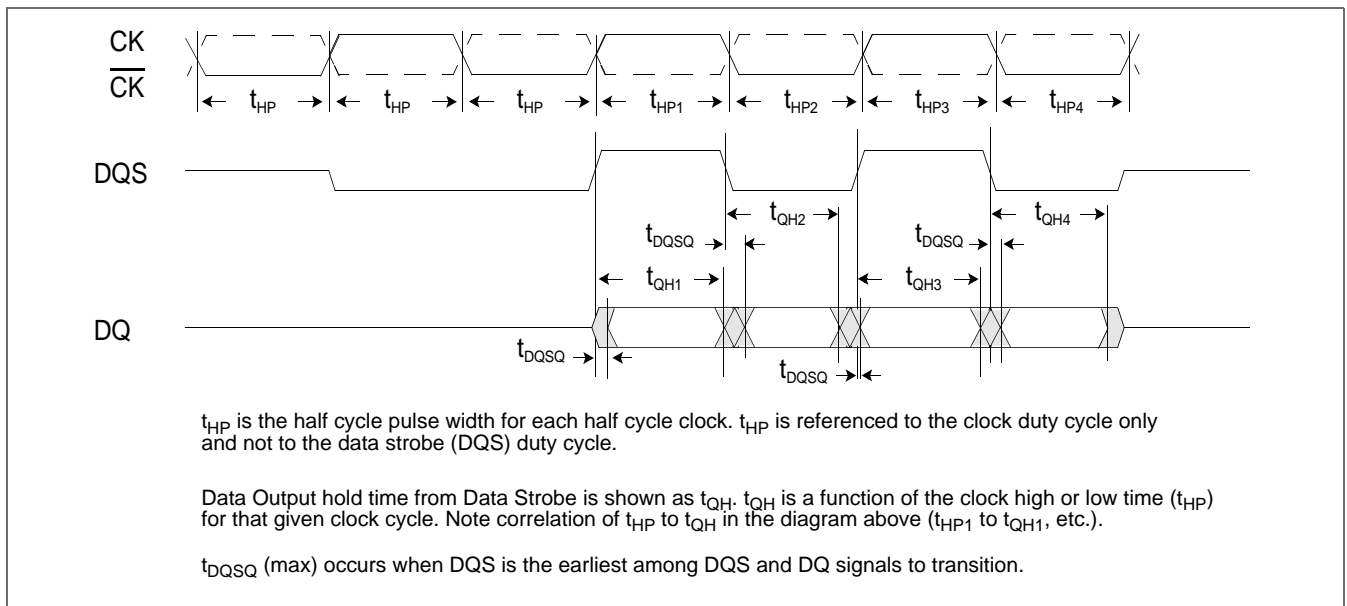 CK
CK
tHP tHP tHP tHP1 tHP2 tHP3 tHP4
DQS
tQH2 tQH4
tDQSQ tDQSQ
tQH1 tQH3
DQ
tDQSQ tDQSQ
tHP is the half cycle pulse width for each half cycle clock. tHP is referenced to the clock duty cycle only
and not to the data strobe (DQS) duty cycle.
Data Output hold time from Data Strobe is shown as tQH. tQH is a function of the clock high or low time (tHP)
for that given clock cycle. Note correlation of tHP to tQH in the diagram above (tHP1 to tQH1, etc.).
tDQSQ (max) occurs when DQS is the earliest among DQS and DQ signals to transition.